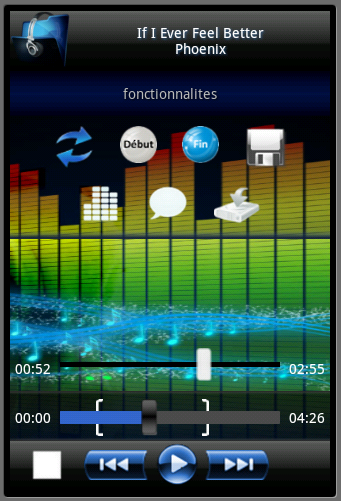 If I Ever Feel Better
Phoenix
fonctionnalites
Début
Fin
00:52
02:55
00:00
04:26